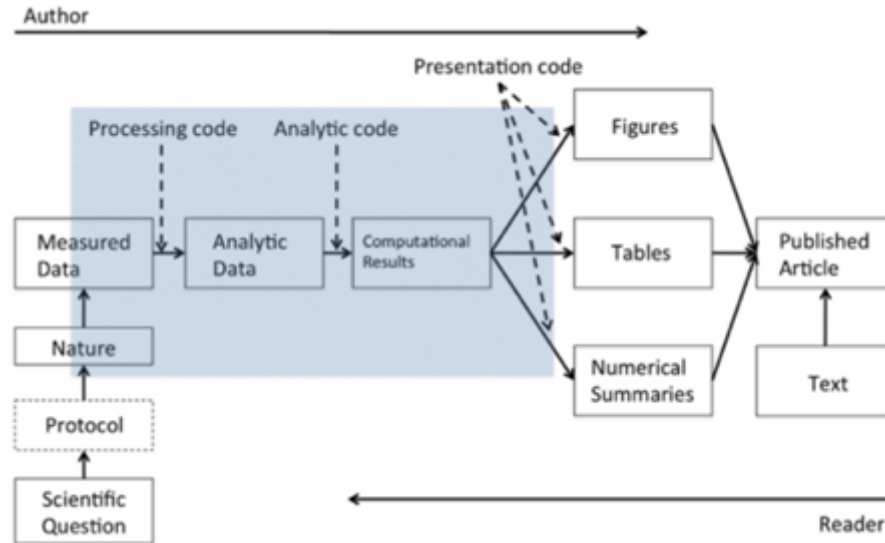 Author
Presentation code
Processing code
Analytic code
Figures
Measured
Data
Analytic
Data
Computational
Results
Tables
Published
Article
Nature
Numerical
Summaries
Text
Protocol
Scientific
Question
Reader